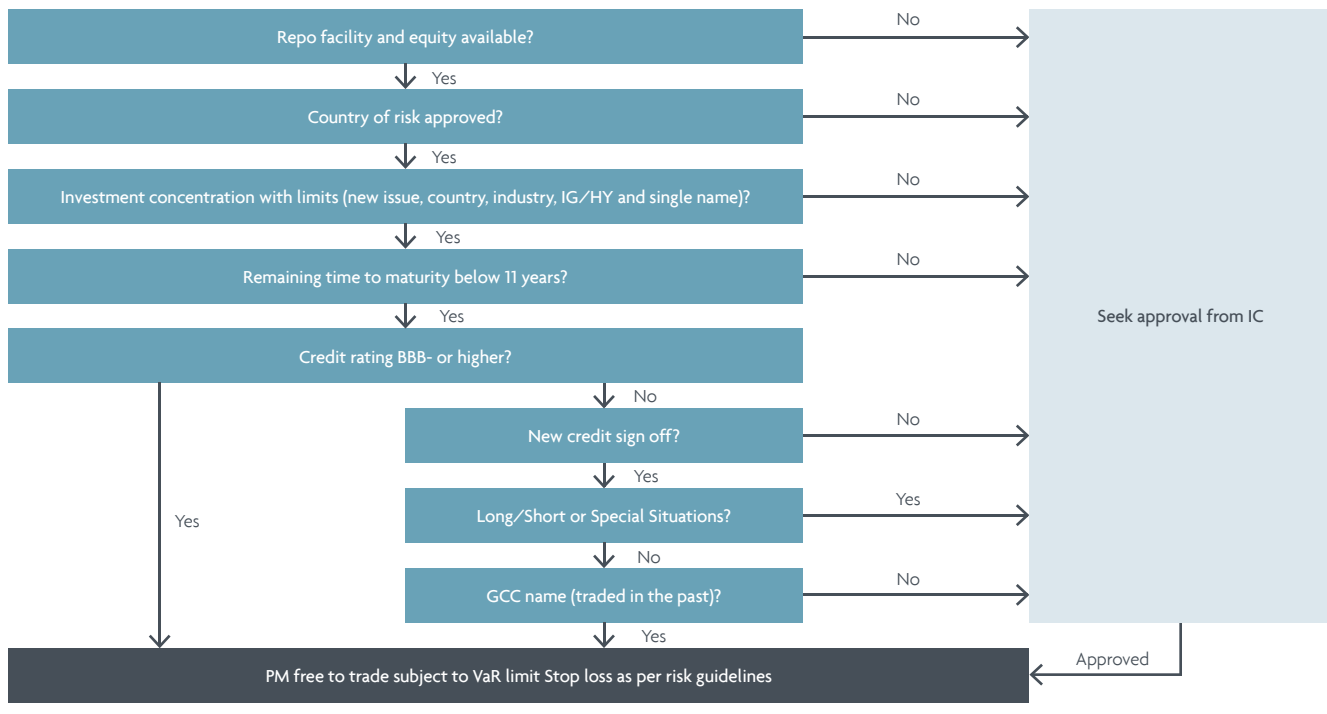 Repo facility and equity available?
No
Yes
Country of risk approved?
No
Yes
Investment concentration with limits (new issue, country, industry, IG/HY and single name)?
No
Yes
Remaining time to maturity below 11 years?
No
Yes
Seek approval from IC
Credit rating BBB- or higher?
No
New credit sign off?
No
Yes
Long/Short or Special Situations?
Yes
Yes
No
GCC name (traded in the past)?
No
Yes
Approved
PM free to trade subject to VaR limit Stop loss as per risk guidelines